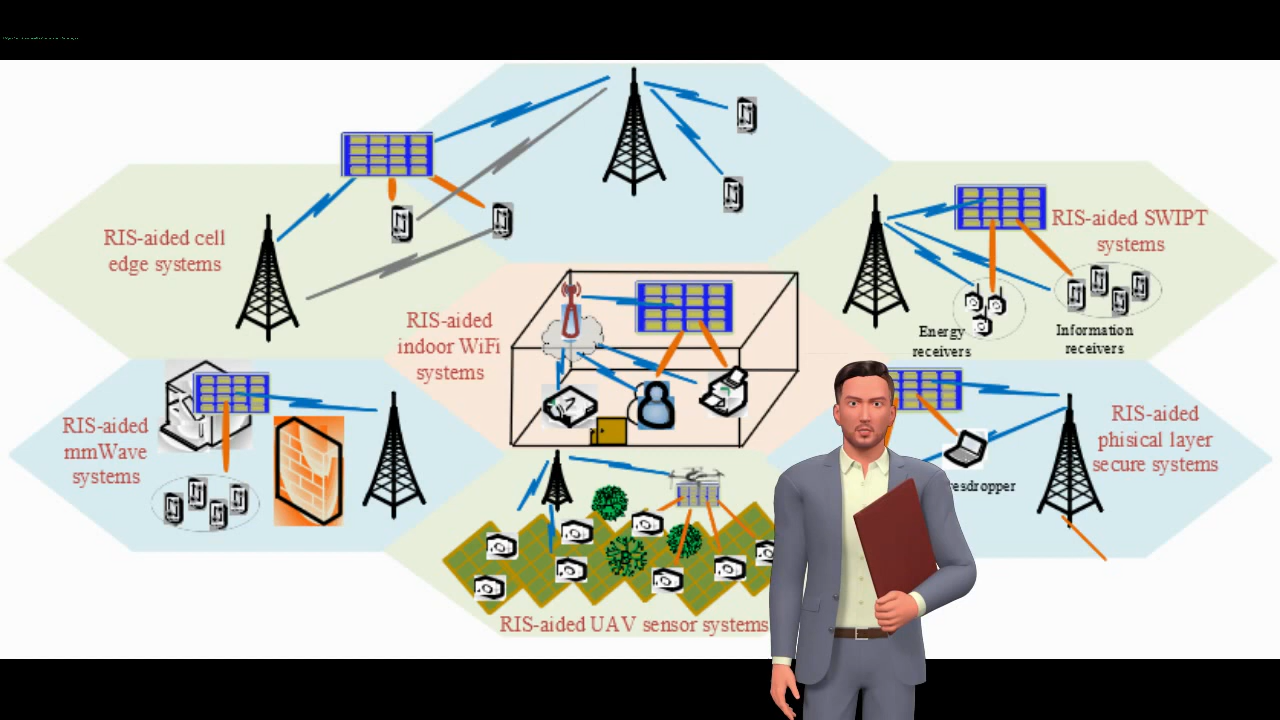 RIS-aided cell
edge systems
RIS-aided SWIPT
systems
Energy
receivers
Information
receivers
RIS-aided
indoor WiFi
systems
RIS-aided
mmWave
systems
RIS-aided
phisical layer
secure systems
RIS-aided UAV sensor systems